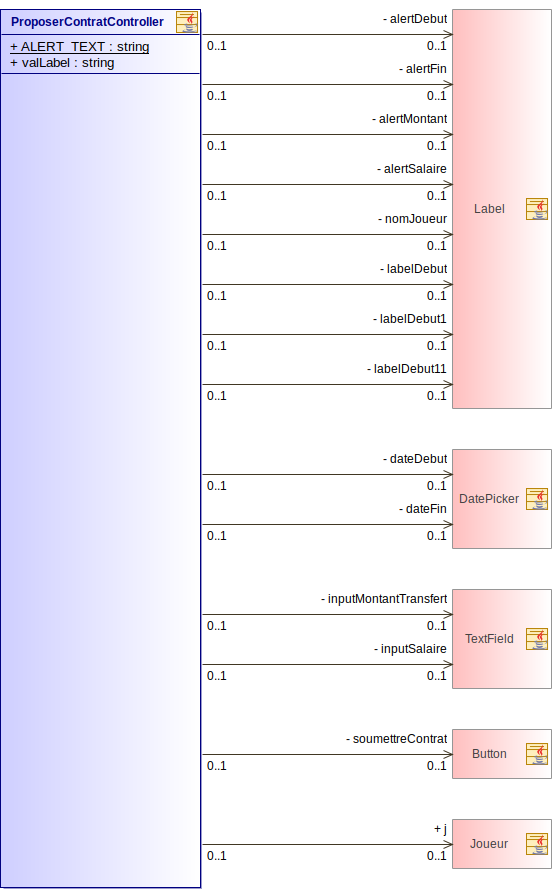 ProposerContratController
+ ALERT_TEXT : string
+ valLabel : string
- alertDebut
0..1 0..1
- alertFin
0..1 0..1
- alertMontant
0..1 0..1
- alertSalaire
0..1 0..1
- nomJoueur
0..1 0..1
- labelDebut
0..1 0..1
- labelDebut1
0..1 0..1
- labelDebut11
0..1 0..1
Label
- dateDebut
0..1 0..1
- dateFin
0..1 0..1
DatePicker
- inputMontantTransfert
0..1 0..1
- inputSalaire
0..1 0..1
TextField
- soumettreContrat
0..1 0..1
Button
+ j
0..1 0..1
Joueur